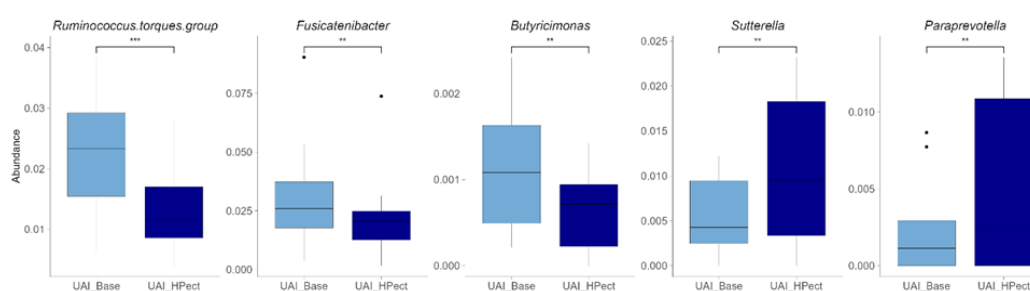 Ruminococcus.torques.group
***
0.04
0.03
0.02
0.01
Abundance
UAI_Base UAI_HPect
Fusicatenibacter
**
0.075
0.050
0.025
0.000
UAI_Base UAI_HPect
Butyricimonas
**
0.002
0.001
0.000
UAI_Base UAI_HPect
Sutterella
**
0.025
0.020
0.015
0.010
0.005
0.000
UAI_Base UAI_HPect
Paraprevotella
**
0.010
0.005
0.000
UAI_Base UAI_HPect